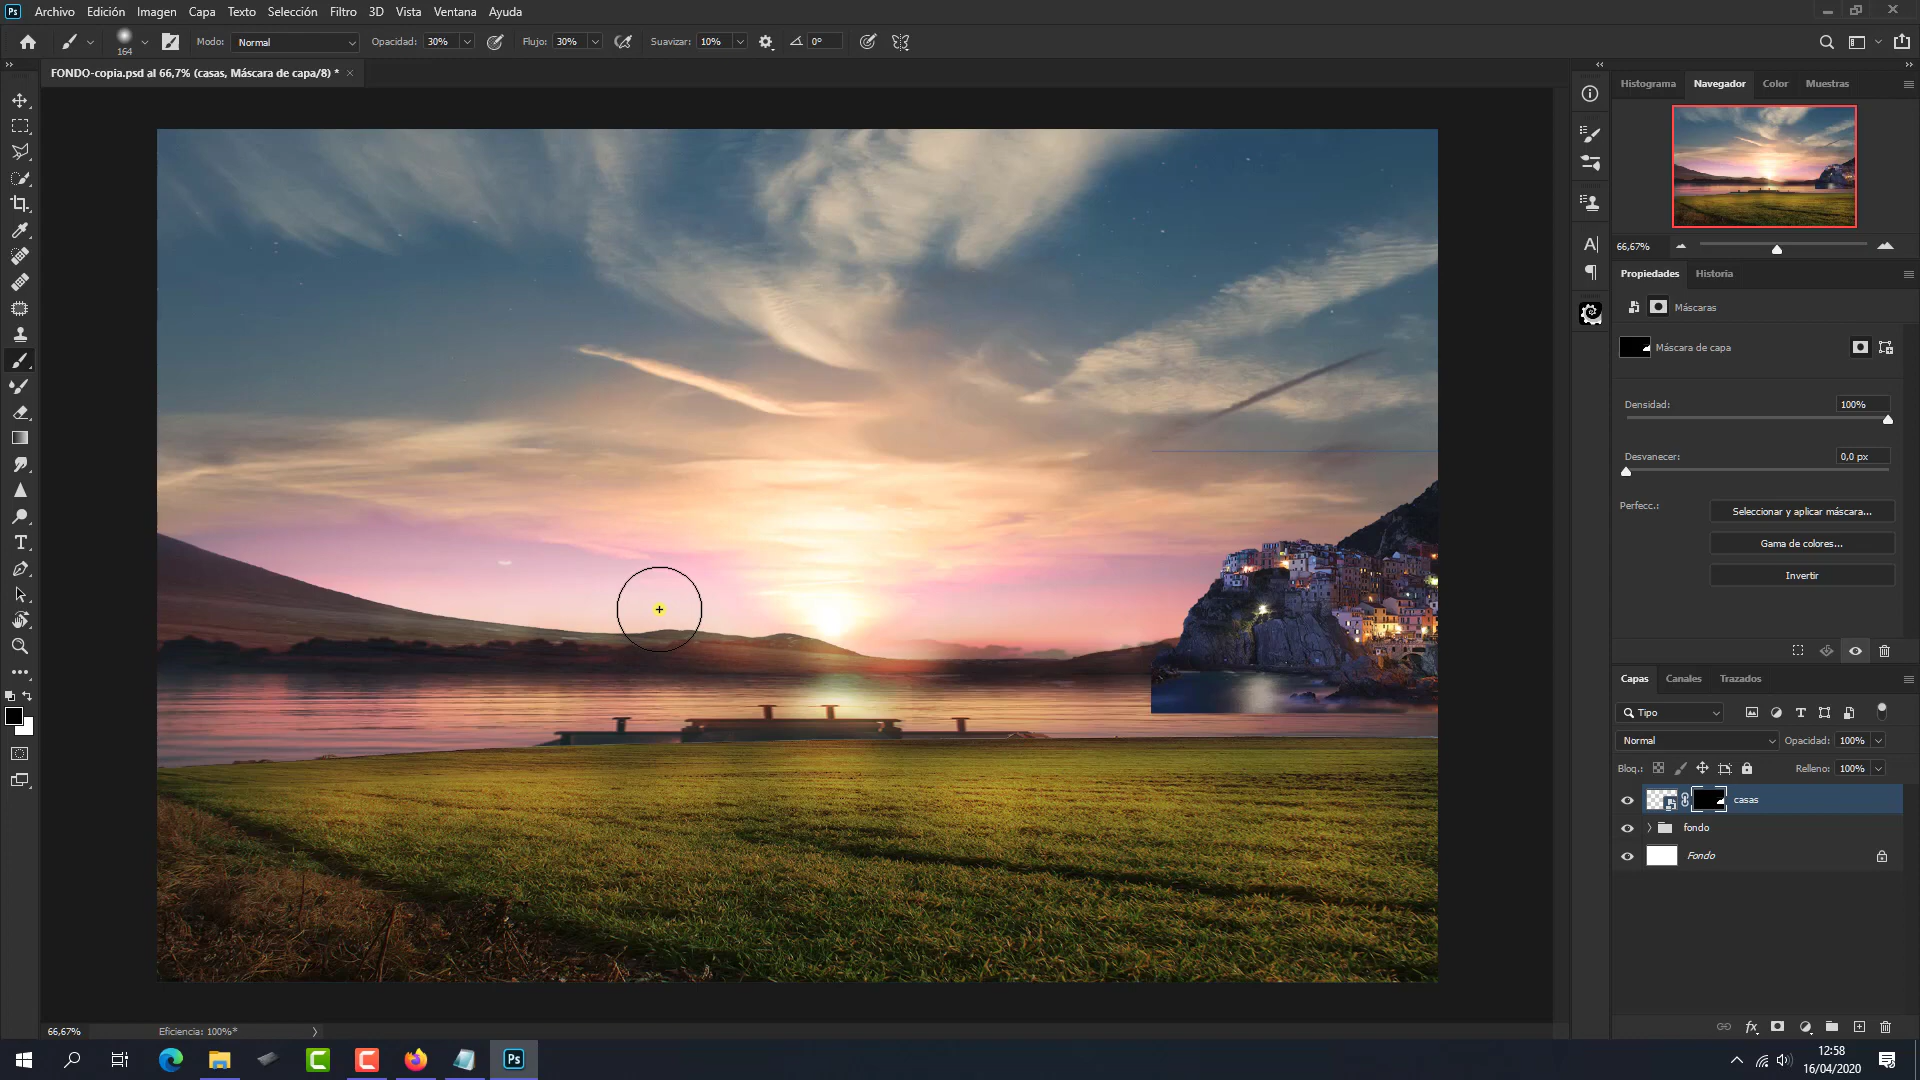 Ps Archivo Edición Imagen Capa Texto Selección Filtro 3D Vista Ventana Ayuda
164 Modo: Normal Opacidad: 30% Flujo: 30% Suavizar: 10% 0°
FONDO-copia.psd al 66,7% (casas, Máscara de capa/8) *
Histograma Navegador Color Muestras
66,67%
Propiedades Historia
Máscaras
Máscara de capa
Densidad: 100%
Desvanecer: 0,0 px
Perfecc.: Seleccionar y aplicar máscara...
Gama de colores...
Invertir
Capas Canales Trazados
Tipo
Normal Opacidad: 100%
Bloq.: Relleno: 100%
casas
fondo
Fondo
66,67% Eficiencia: 100%*
fx
Ps
12:58
16/04/2020